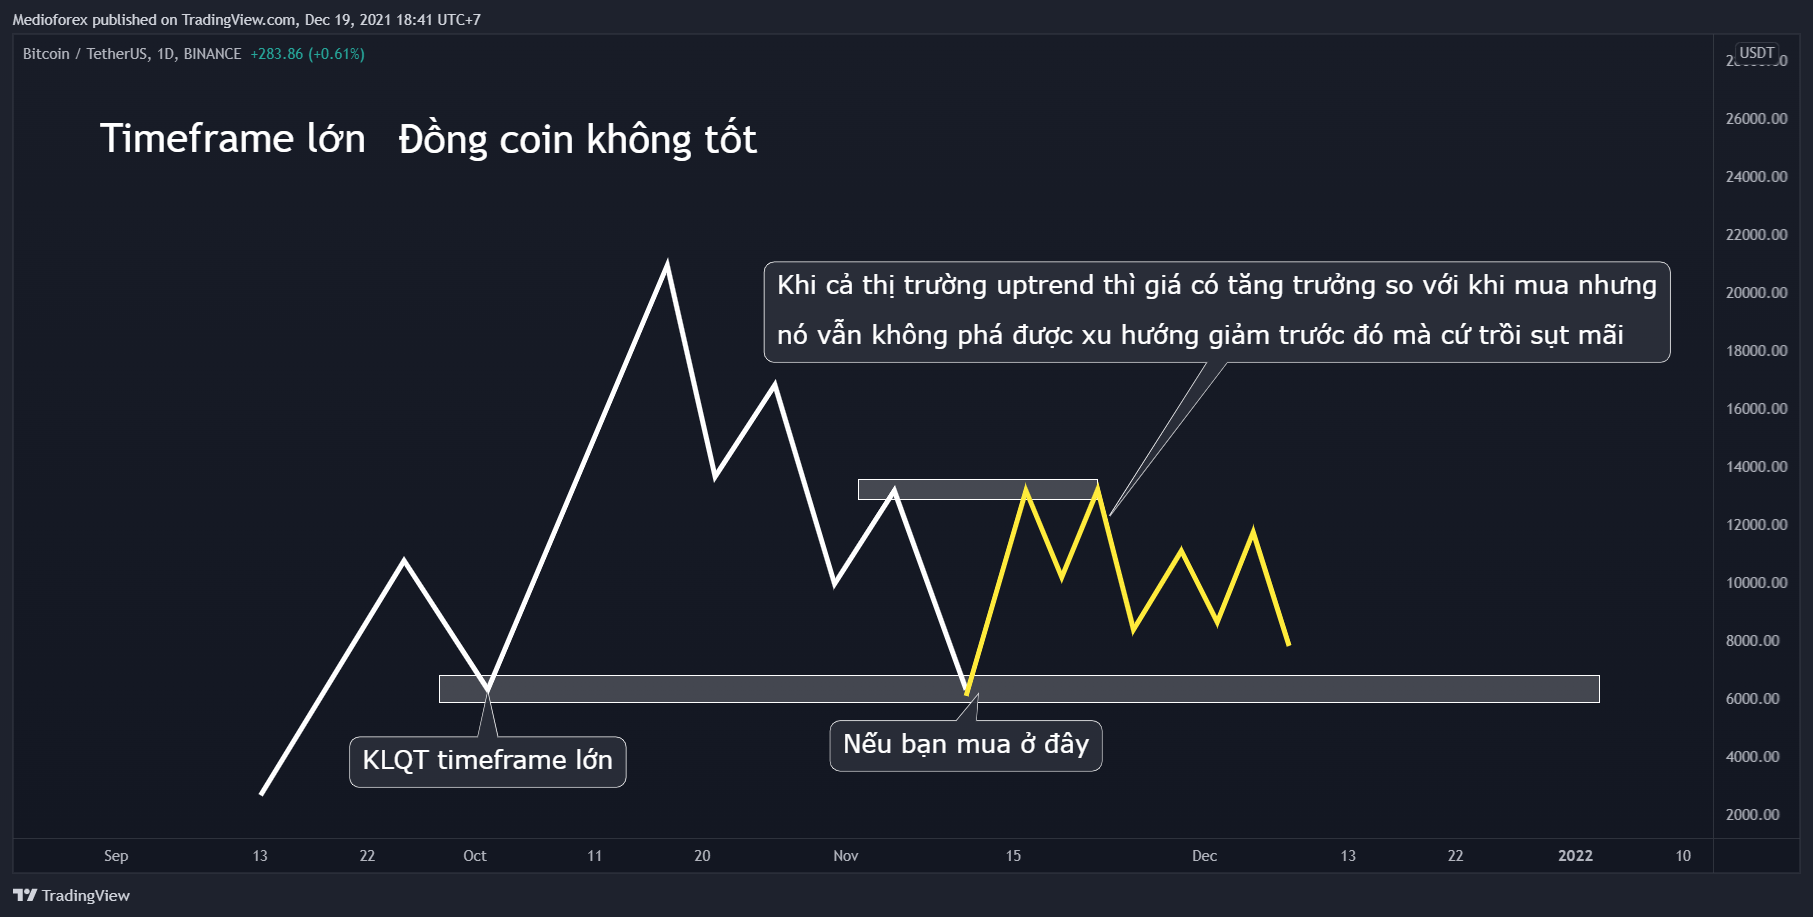 Medioforex published on TradingView.com, Dec 19, 2021 18:41 UTC+7
Bitcoin / TetherUS, 1D, BINANCE +283.86 (+0.61%)
USDT
Timeframe lớn Đồng coin không tốt
26000.00
24000.00
22000.00
Khi cả thị trường uptrend thì giá có tăng trưởng so với khi mua nhưng
nó vẫn không phá được xu hướng giảm trước đó mà cứ trồi sụt mãi
20000.00
18000.00
16000.00
14000.00
12000.00
10000.00
8000.00
6000.00
KLQT timeframe lớn
Nếu bạn mua ở đây
4000.00
2000.00
Sep 13 22 Oct 11 20 Nov 15 Dec 13 22 2022 10
TradingView